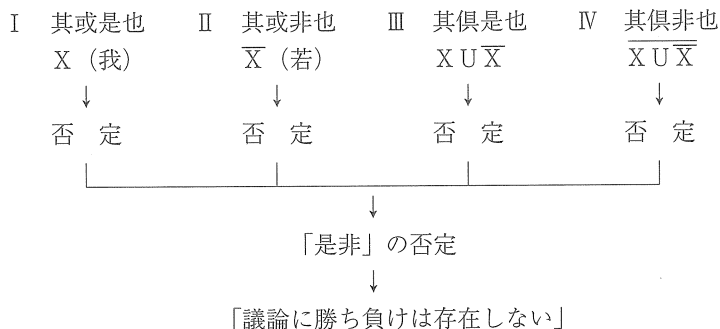 Ⅰ 其或是也 Ⅱ 其或非也 Ⅲ 其倶是也 Ⅳ 其倶非也
X（我） X̅（若） X U X̅ X̅ ̅U̅ ̅X̿
↓ ↓ ↓ ↓
否 定 否 定 否 定 否 定
↓
「是非」の否定
↓
「議論に勝ち負けは存在しない」